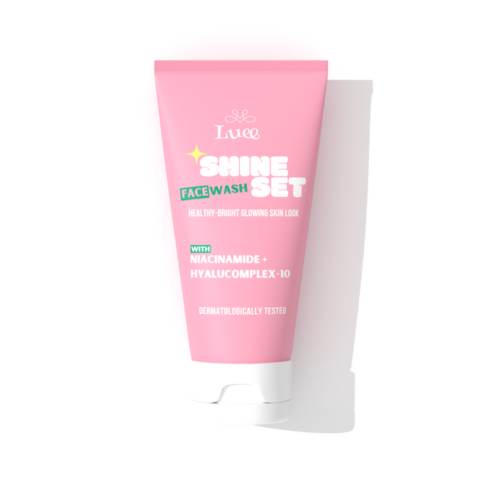 Luee
SHINE
FACE WASH SET
HEALTHY-BRIGHT GLOWING SKIN LOOK
WITH
NIACINAMIDE +
HYALUCOMPLEX-10
DERMATOLOGICALLY TESTED